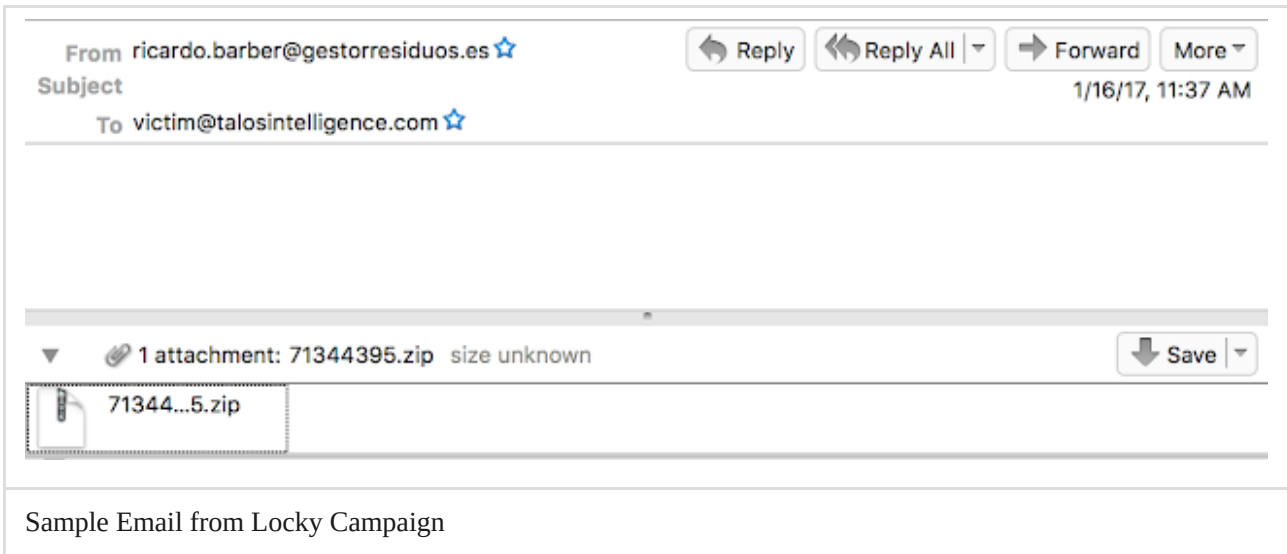 From ricardo.barber@gestorresiduos.es Reply Reply All Forward More
Subject 1/16/17, 11:37 AM
To victim@talosintelligence.com
1 attachment: 71344395.zip size unknown Save
71344...5.zip
Sample Email from Locky Campaign